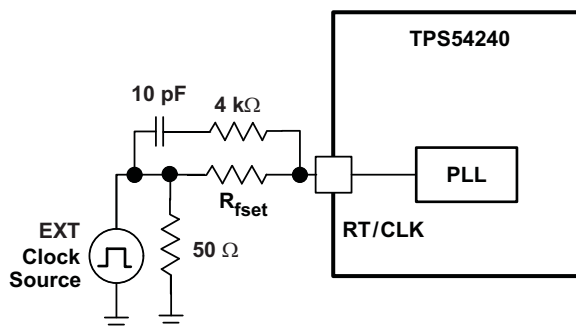 TPS54240
10 pF
4 kΩ
PLL
Rfset
RT/CLK
EXT
Clock
Source
50 Ω